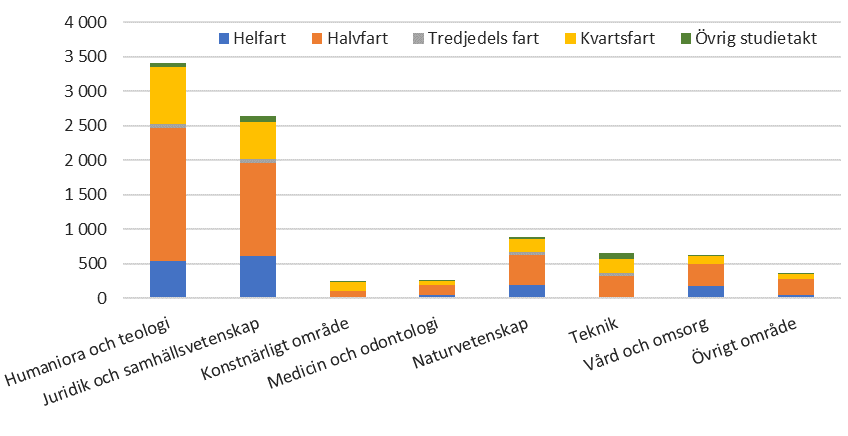 4 000
Helfart Halvfart Tredjedels fart Kvartsfart Övrig studietakt
3 500
3 000
2 500
2 000
1 500
1 000
500
0
Humaniora och teologi
Juridik och samhällsvetenskap
Konstnärligt område
Medicin och odontologi
Naturvetenskap
Teknik
Vård och omsorg
Övrigt område